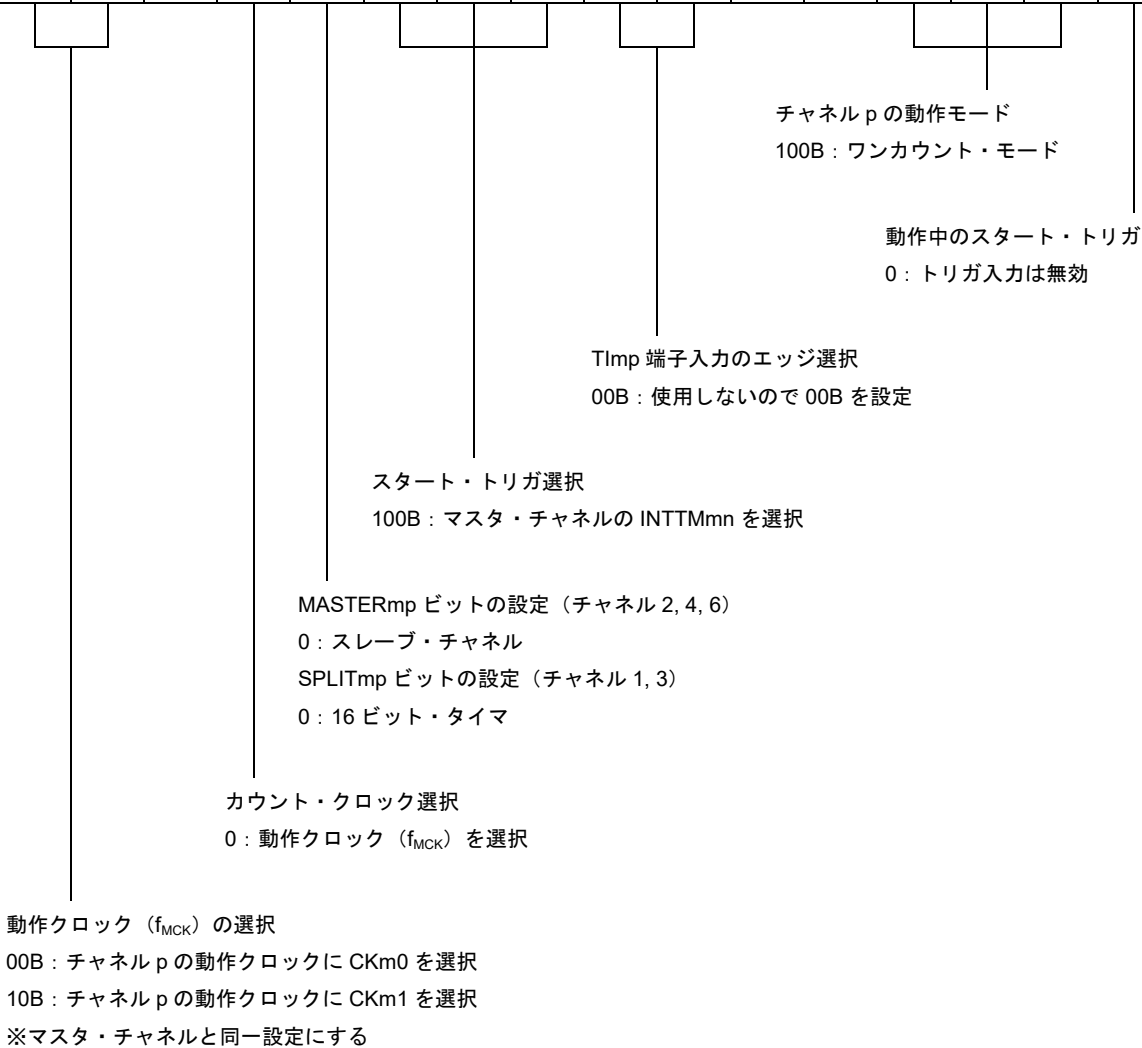 チャネル p の動作モード
100B：ワンカウント・モード
動作中のスタート・トリガ
0：トリガ入力は無効
TImp 端子入力のエッジ選択
00B：使用しないので 00B を設定
スタート・トリガ選択
100B：マスタ・チャネルの INTTMmn を選択
MASTERmp ビットの設定（チャネル 2, 4, 6）
0：スレーブ・チャネル
SPLITmp ビットの設定（チャネル 1, 3）
0：16 ビット・タイマ
カウント・クロック選択
0：動作クロック（fMCK）を選択
動作クロック（fMCK）の選択
00B：チャネル p の動作クロックに CKm0 を選択
10B：チャネル p の動作クロックに CKm1 を選択
※マスタ・チャネルと同一設定にする